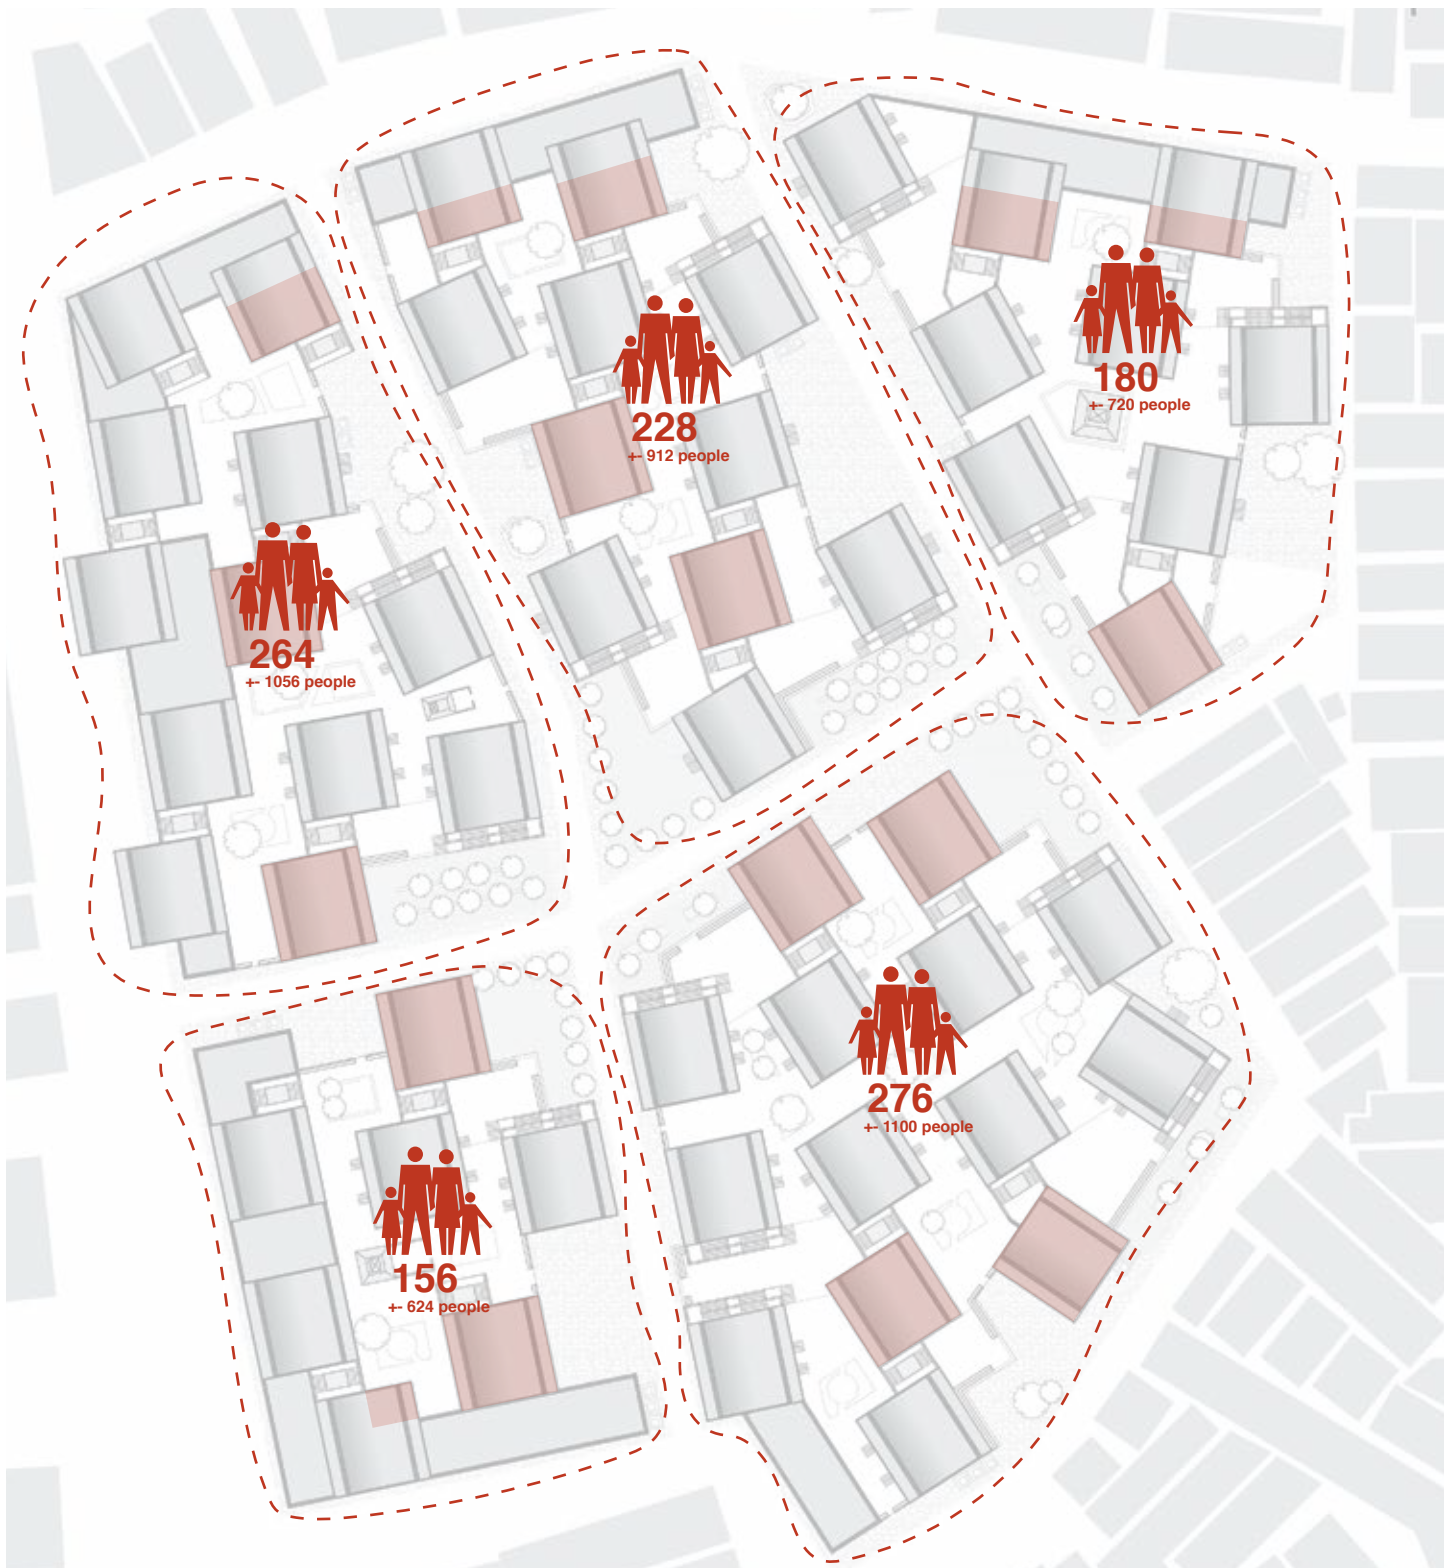 180
+- 720 people
228
+- 912 people
264
+- 1056 people
276
+- 1100 people
156
+- 624 people